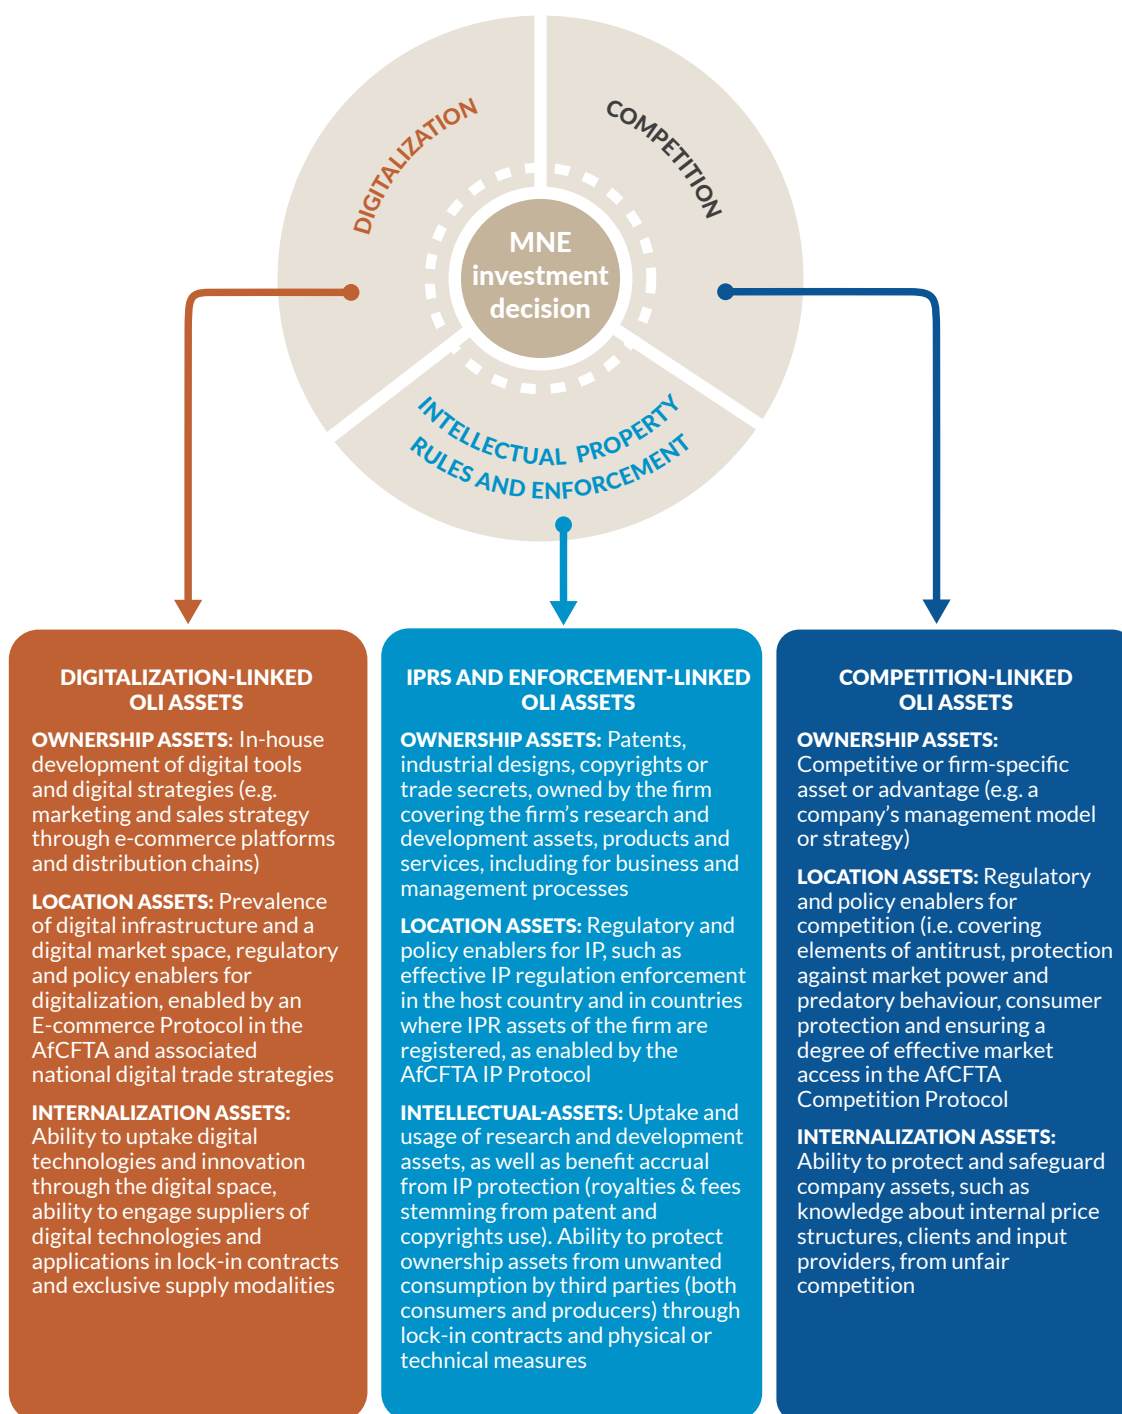 DIGITALIZATION
COMPETITION
MNE
investment
decision
INTELLECTUAL PROPERTY
RULES AND ENFORCEMENT
DIGITALIZATION-LINKED
OLI ASSETS
OWNERSHIP ASSETS: In-house
development of digital tools
and digital strategies (e.g.
marketing and sales strategy
through e-commerce platforms
and distribution chains)
LOCATION ASSETS: Prevalence
of digital infrastructure and a
digital market space, regulatory
and policy enablers for
digitalization, enabled by an
E-commerce Protocol in the
AfCFTA and associated
national digital trade strategies
INTERNALIZATION ASSETS:
Ability to uptake digital
technologies and innovation
through the digital space,
ability to engage suppliers of
digital technologies and
applications in lock-in contracts
and exclusive supply modalities
IPRS AND ENFORCEMENT-LINKED
OLI ASSETS
OWNERSHIP ASSETS: Patents,
industrial designs, copyrights or
trade secrets, owned by the firm
covering the firm's research and
development assets, products and
services, including for business and
management processes
LOCATION ASSETS: Regulatory and
policy enablers for IP, such as
effective IP regulation enforcement
in the host country and in countries
where IPR assets of the firm are
registered, as enabled by the
AfCFTA IP Protocol
INTELLECTUAL-ASSETS: Uptake and
usage of research and development
assets, as well as benefit accrual
from IP protection (royalties & fees
stemming from patent and
copyrights use). Ability to protect
ownership assets from unwanted
consumption by third parties (both
consumers and producers) through
lock-in contracts and physical or
technical measures
COMPETITION-LINKED
OLI ASSETS
OWNERSHIP ASSETS:
Competitive or firm-specific
asset or advantage (e.g. a
company's management model
or strategy)
LOCATION ASSETS: Regulatory
and policy enablers for
competition (i.e. covering
elements of antitrust, protection
against market power and
predatory behaviour, consumer
protection and ensuring a
degree of effective market
access in the AfCFTA
Competition Protocol
INTERNALIZATION ASSETS:
Ability to protect and safeguard
company assets, such as
knowledge about internal price
structures, clients and input
providers, from unfair
competition